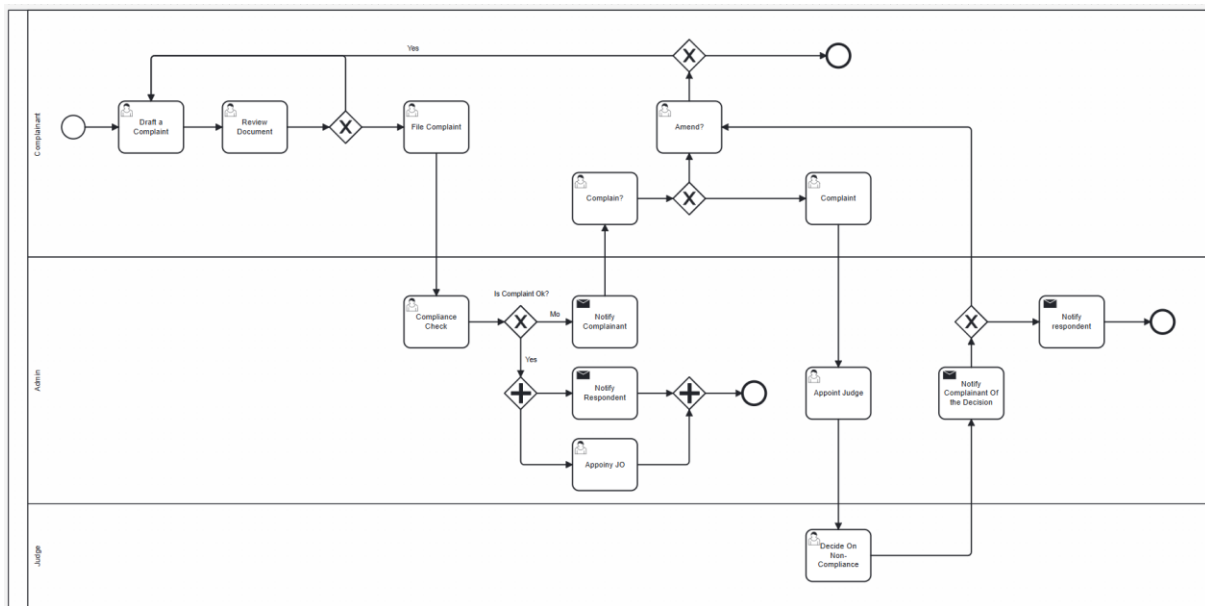 Complainant
Yes
Draft a
Complaint
Review
Document
File Complaint
Amend?
Complain?
Complaint
Admin
Is Complaint Ok?
Compliance
Check
Mo
Notify
Complainant
Notify
respondent
Yes
Notify
Respondent
Appoint Judge
Notify
Complainant Of
the Decision
Appoiny JO
Judge
Decide On
Non-
Compliance